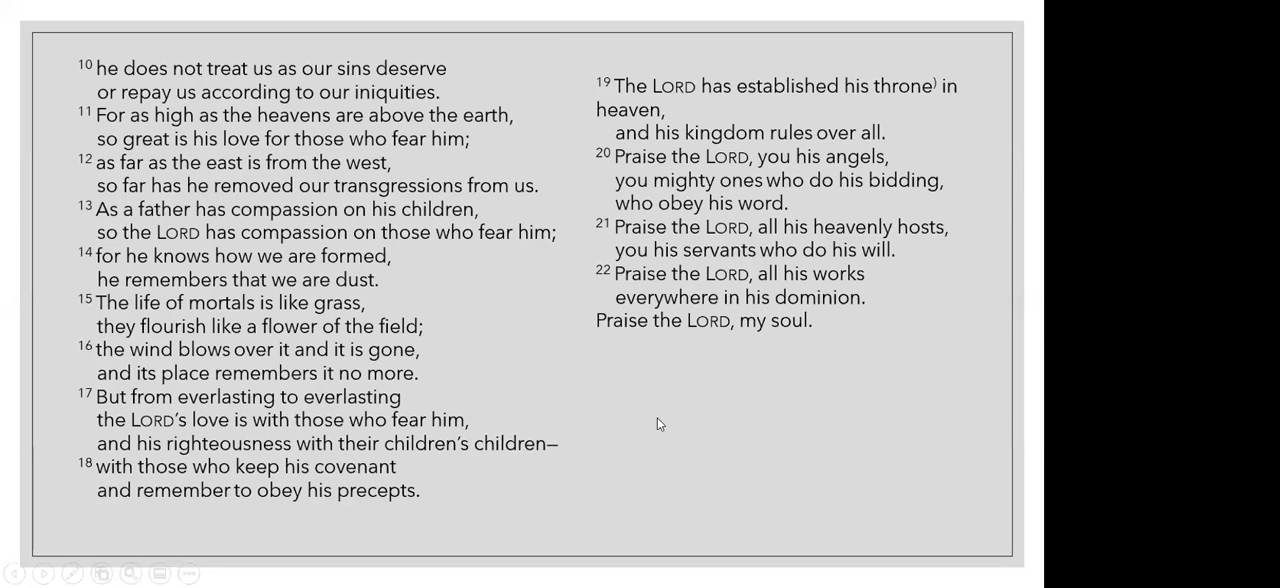 10 he does not treat us as our sins deserve
or repay us according to our iniquities.
11 For as high as the heavens are above the earth,
so great is his love for those who fear him;
12 as far as the east is from the west,
so far has he removed our transgressions from us.
13 As a father has compassion on his children,
so the LORD has compassion on those who fear him;
14 for he knows how we are formed,
he remembers that we are dust.
15 The life of mortals is like grass,
they flourish like a flower of the field;
16 the wind blows over it and it is gone,
and its place remembers it no more.
17 But from everlasting to everlasting
the LORD's love is with those who fear him,
and his righteousness with their children's children—
18 with those who keep his covenant
and remember to obey his precepts.
19 The LORD has established his throne) in
heaven,
and his kingdom rules over all.
20 Praise the LORD, you his angels,
you mighty ones who do his bidding,
who obey his word.
21 Praise the LORD, all his heavenly hosts,
you his servants who do his will.
22 Praise the LORD, all his works
everywhere in his dominion.
Praise the LORD, my soul.